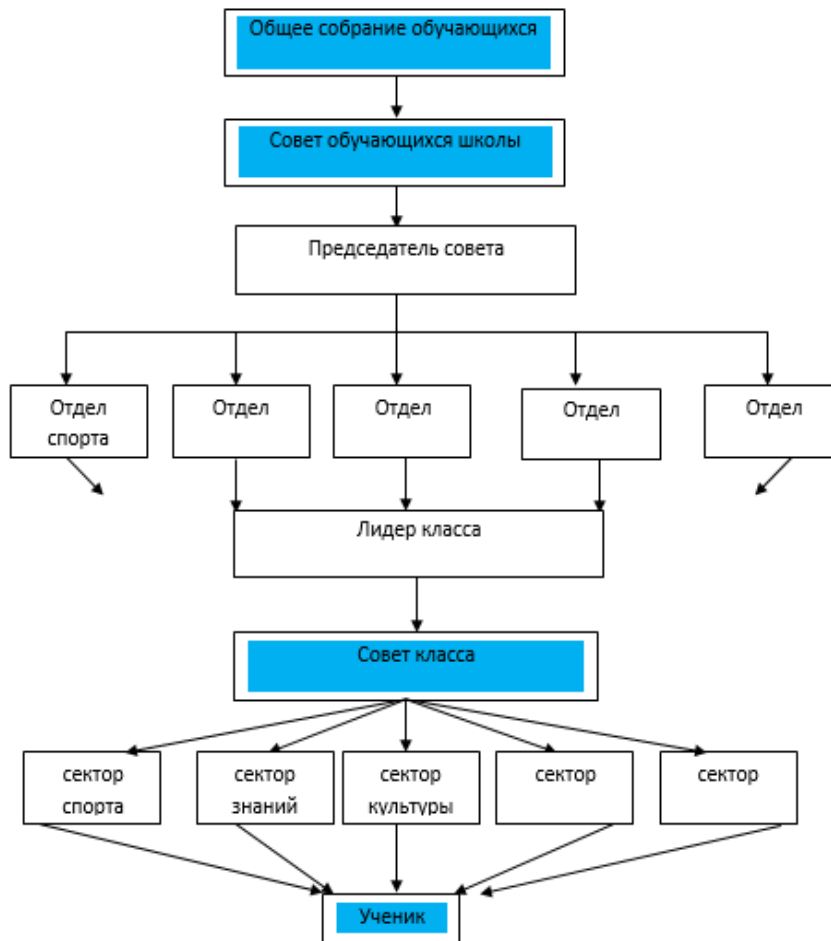 Общее собрание обучающихся
Совет обучающихся школы
Председатель совета
Отдел спорта
Отдел
Отдел
Отдел
Отдел
Лидер класса
Совет класса
сектор
спорта
сектор
знаний
сектор
культуры
сектор
сектор
Ученик